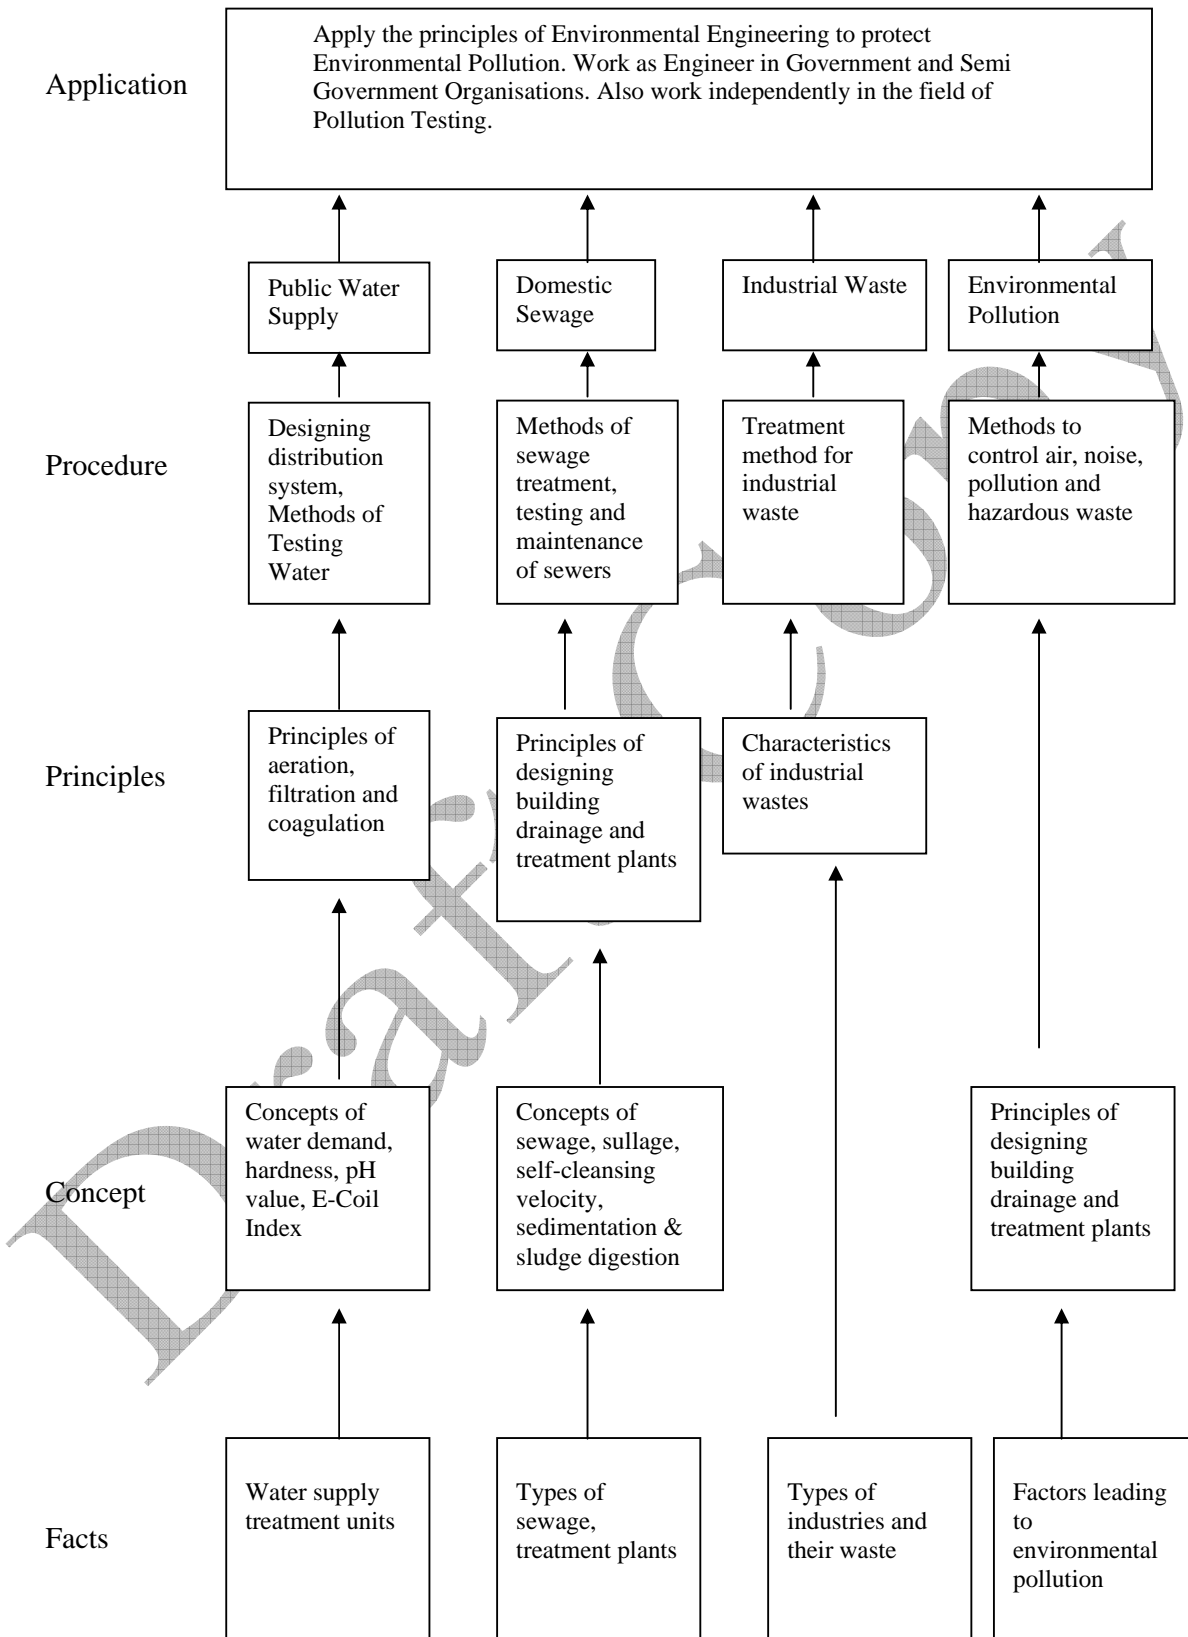 Application
Apply the principles of Environmental Engineering to protect
Environmental Pollution. Work as Engineer in Government and Semi
Government Organisations. Also work independently in the field of
Pollution Testing.
Public Water
Supply
Domestic
Sewage
Industrial Waste
Environmental
Pollution
Procedure
Designing
distribution
system,
Methods of
Testing
Water
Methods of
sewage
treatment,
testing and
maintenance
of sewers
Treatment
method for
industrial
waste
Methods to
control air, noise,
pollution and
hazardous waste
Principles
Principles of
aeration,
filtration and
coagulation
Principles of
designing
building
drainage and
treatment plants
Characteristics
of industrial
wastes
Concept
Concepts of
water demand,
hardness, pH
value, E-Coil
Index
Concepts of
sewage, sullage,
self-cleansing
velocity,
sedimentation &
sludge digestion
Principles of
designing
building
drainage and
treatment plants
Facts
Water supply
treatment units
Types of
sewage,
treatment plants
Types of
industries and
their waste
Factors leading
to
environmental
pollution
Draft Copy